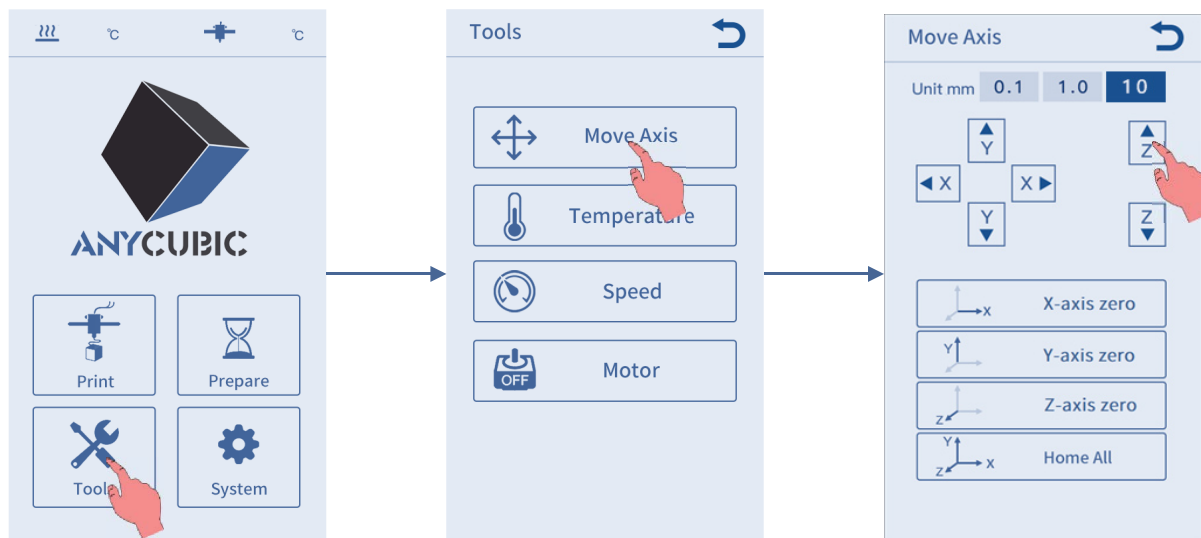 ℃ ℃
ANYCUBIC
Print Prepare
Tools System
Tools
Move Axis
Temperature
Speed
OFF Motor
Move Axis
Unit mm 0.1 1.0 10
Y Z
X X
Y Z
X X-axis zero
Y Y-axis zero
Z Z-axis zero
Y Z X Home All